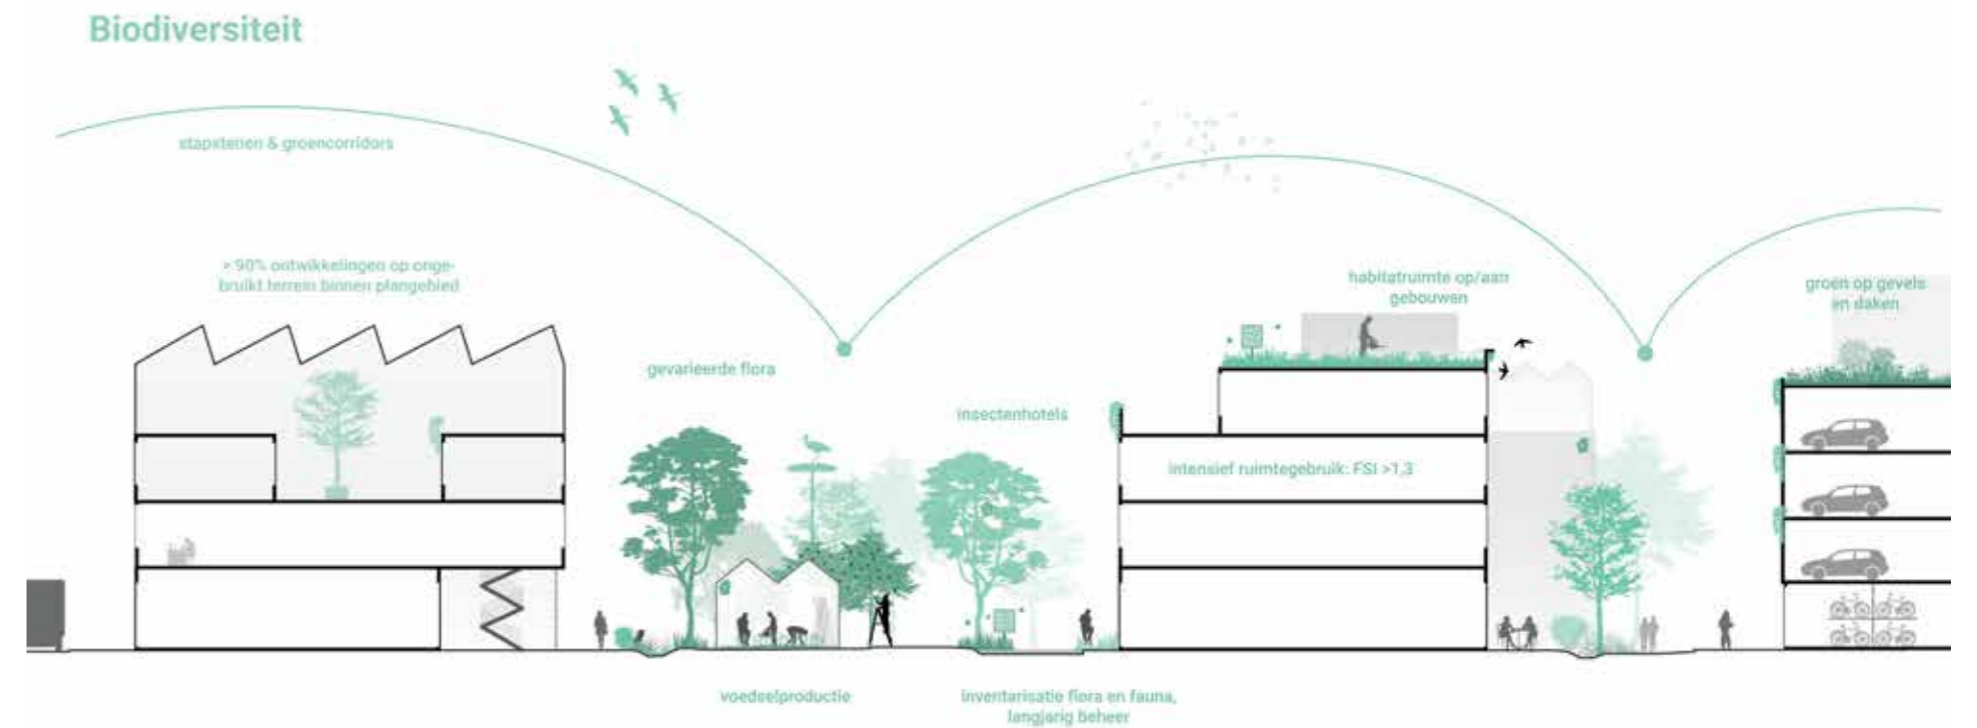 Biodiversiteit
stapstenen & groencorridors
> 90% ontwikkelingen op onge-
bruikt terrein binnen plangebied
habitatruimte op/aan
gebouwen
groen op gevels
en daken
gevarieerde flora
insectenhotels
intensief ruimtegebruik: FSI >1,3
voedselproductie
inventarisatie flora en fauna,
langjarig beheer